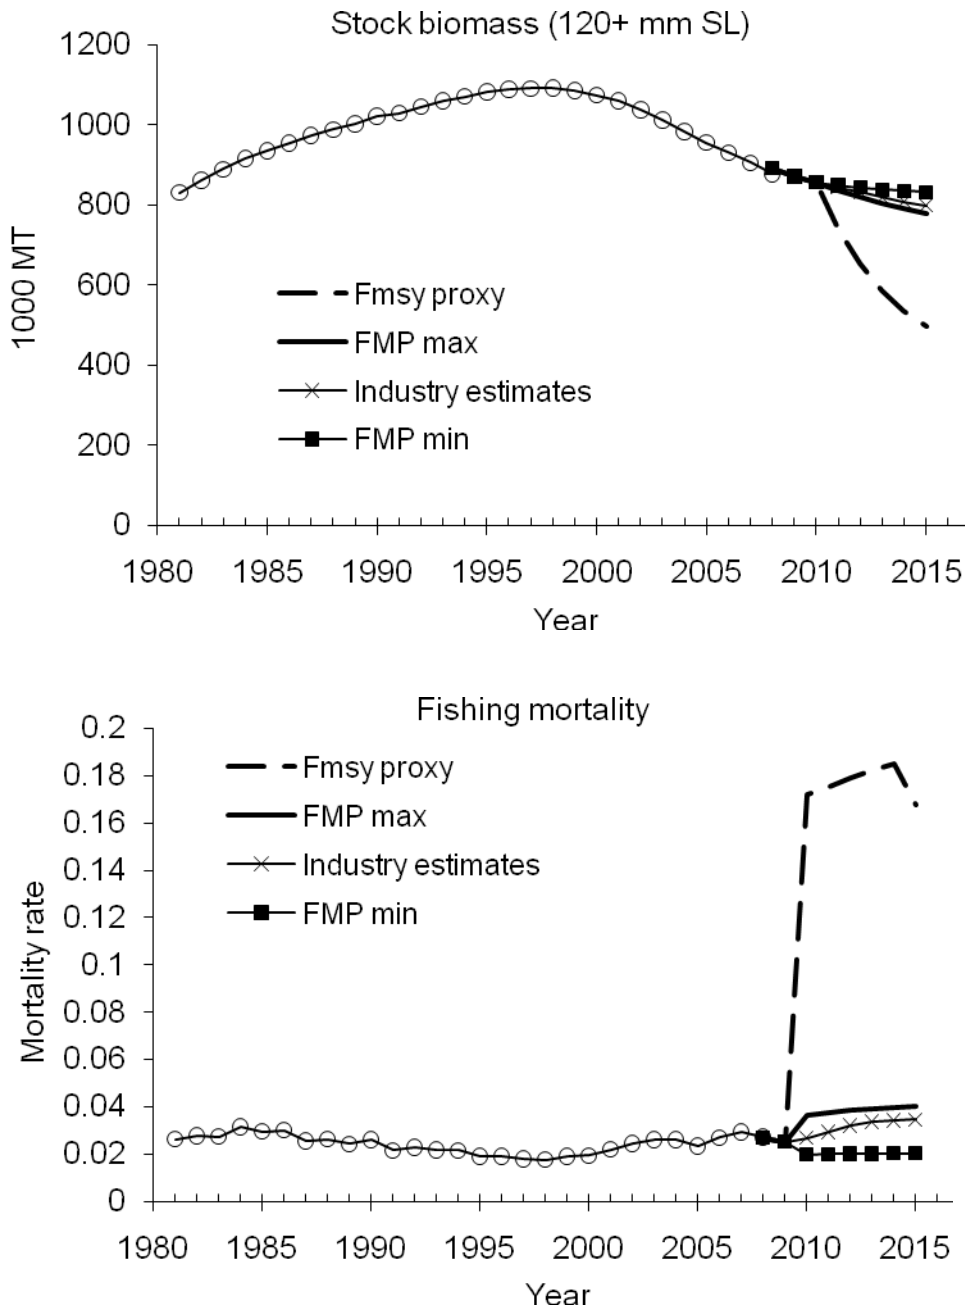 Stock biomass (120+ mm SL)
1200
1000
800
600
400
200
0
1000 MT
Fmsy proxy
FMP max
Industry estimates
FMP min
1980 1985 1990 1995 2000 2005 2010 2015
Year
Fishing mortality
0.2
0.18
0.16
0.14
0.12
0.1
0.08
0.06
0.04
0.02
0
Mortality rate
Fmsy proxy
FMP max
Industry estimates
FMP min
1980 1985 1990 1995 2000 2005 2010 2015
Year